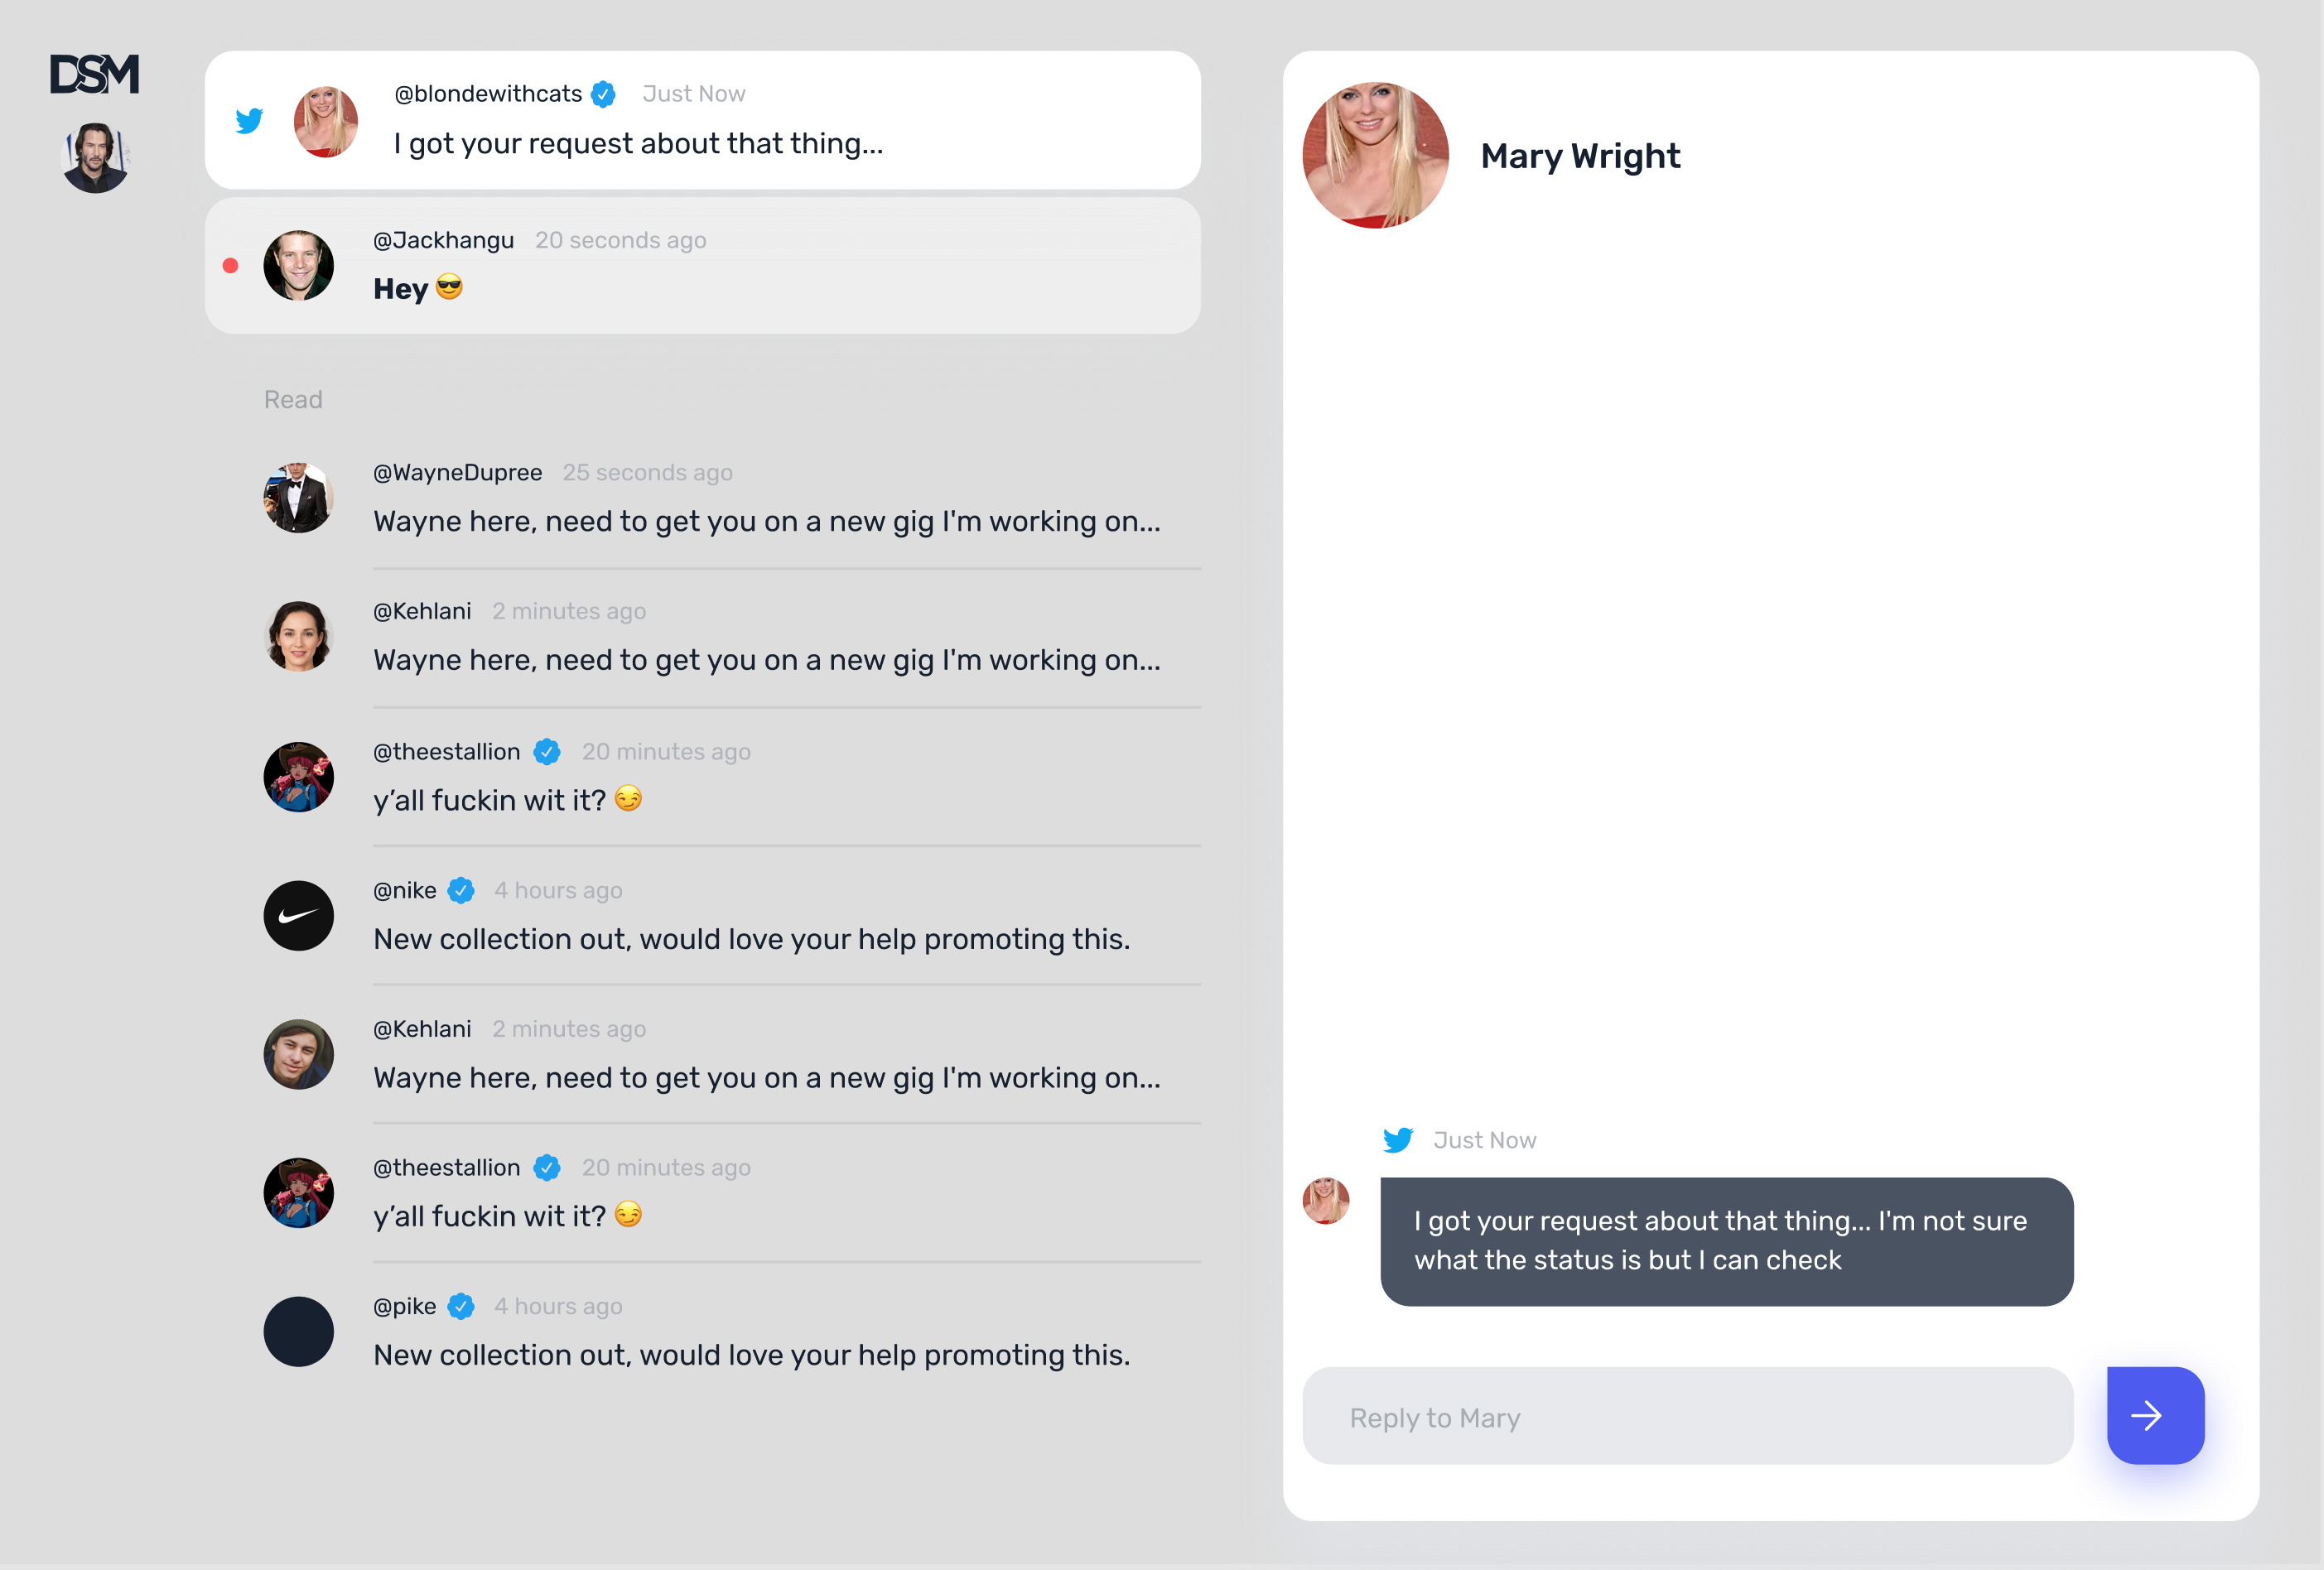 DSM
@blondewithcats Just Now
I got your request about that thing...
@Jackhangu 20 seconds ago
Hey 😎
Read
@WayneDupree 25 seconds ago
Wayne here, need to get you on a new gig I'm working on...
@Kehlani 2 minutes ago
Wayne here, need to get you on a new gig I'm working on...
@theestallion 20 minutes ago
y’all fuckin wit it? 😏
@nike 4 hours ago
New collection out, would love your help promoting this.
@Kehlani 2 minutes ago
Wayne here, need to get you on a new gig I'm working on...
@theestallion 20 minutes ago
y’all fuckin wit it? 😏
@pike 4 hours ago
New collection out, would love your help promoting this.
Mary Wright
Just Now
I got your request about that thing... I'm not sure
what the status is but I can check
Reply to Mary